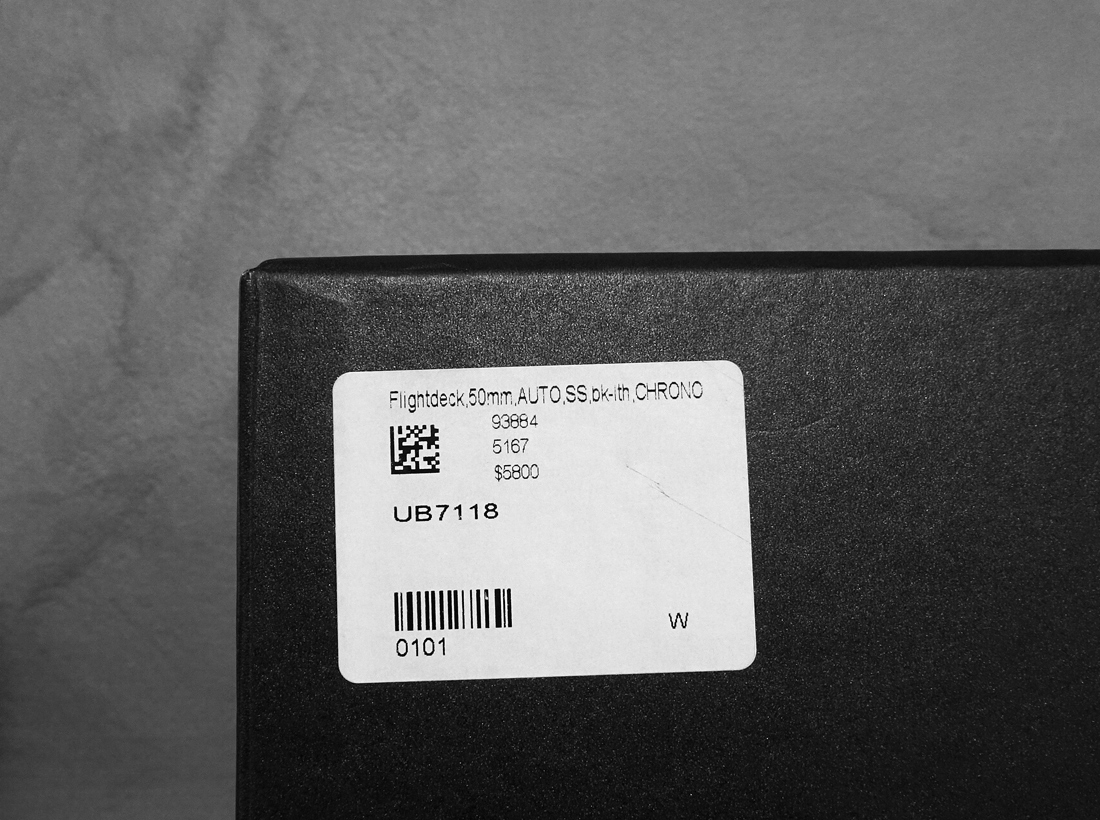 Flightdeck,50mm,AUTO,SS,bk-lth,CHRONO
93884
5167
$5800
UB7118
0101
W